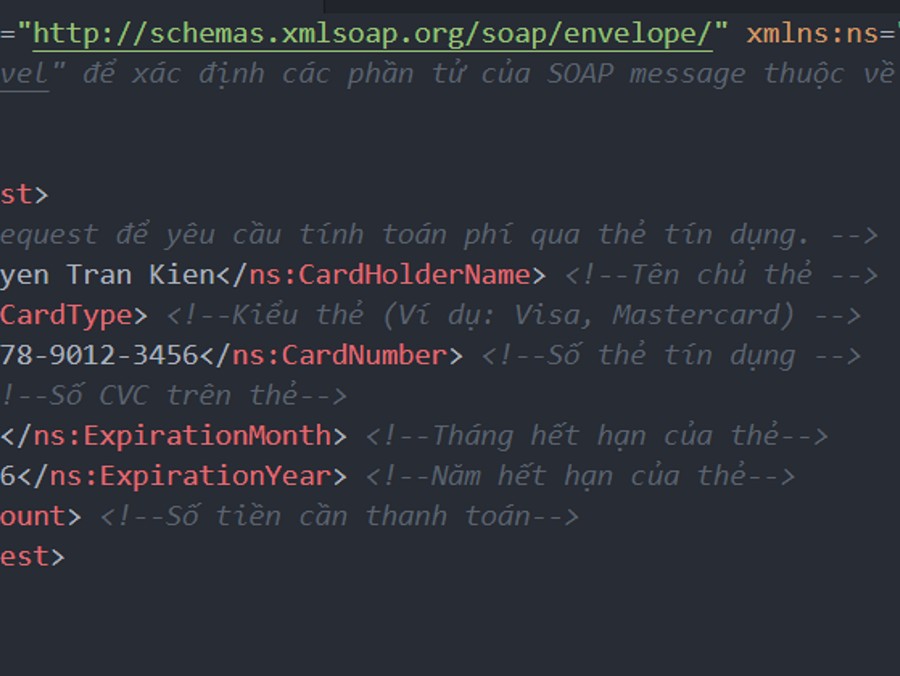 ="http://schemas.xmlsoap.org/soap/envelope/" xmlns:ns=
vel" để xác định các phần tử của SOAP message thuộc về
st>
equest để yêu cầu tính toán phí qua thẻ tín dụng. -->
yen Tran Kien</ns:CardHolderName> <!--Tên chủ thẻ -->
CardType> <!--Kiểu thẻ (Ví dụ: Visa, Mastercard) -->
78-9012-3456</ns:CardNumber> <!--Số thẻ tín dụng -->
!--Số CVC trên thẻ-->
</ns:ExpirationMonth> <!--Tháng hết hạn của thẻ-->
6</ns:ExpirationYear> <!--Năm hết hạn của thẻ-->
ount> <!--Số tiền cần thanh toán-->
est>